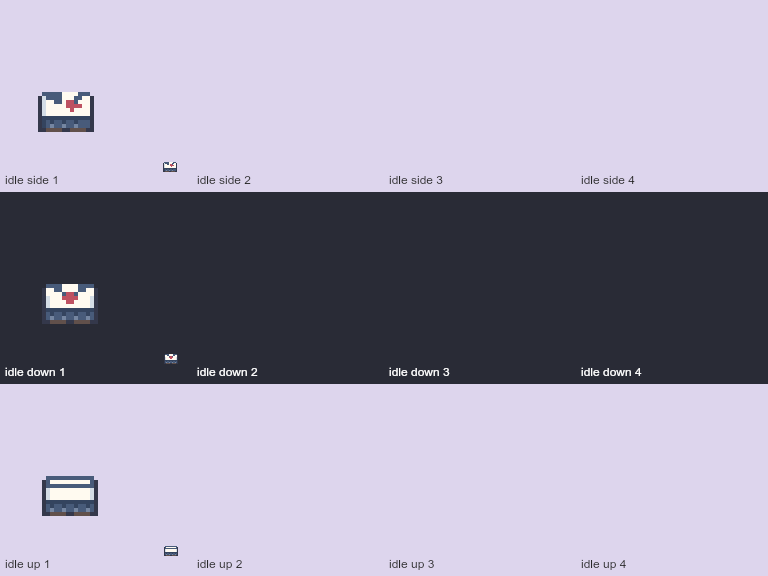 idle side 1
idle side 2
idle side 3
idle side 4
idle down 1
idle down 2
idle down 3
idle down 4
idle up 1
idle up 2
idle up 3
idle up 4